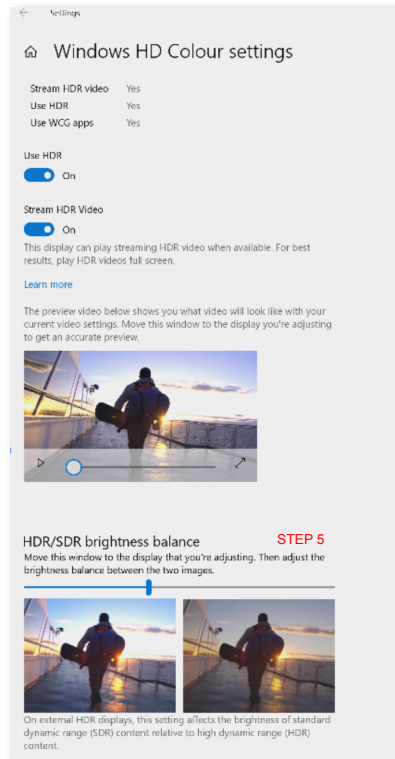 Settings
Windows HD Colour settings
Stream HDR video Yes
Use HDR Yes
Use WCG apps Yes
Use HDR
On
Stream HDR Video
On
This display can play streaming HDR video when available. For best
results, play HDR videos full screen.
Learn more
The preview video below shows you what video will look like with your
current video settings. Move this window to the display you're adjusting
to get an accurate preview.
HDR/SDR brightness balance STEP 5
Move this window to the display that you're adjusting. Then adjust the
brightness balance between the two images.
On external HDR displays, this setting affects the brightness of standard
dynamic range (SDR) content relative to high dynamic range (HDR)
content.